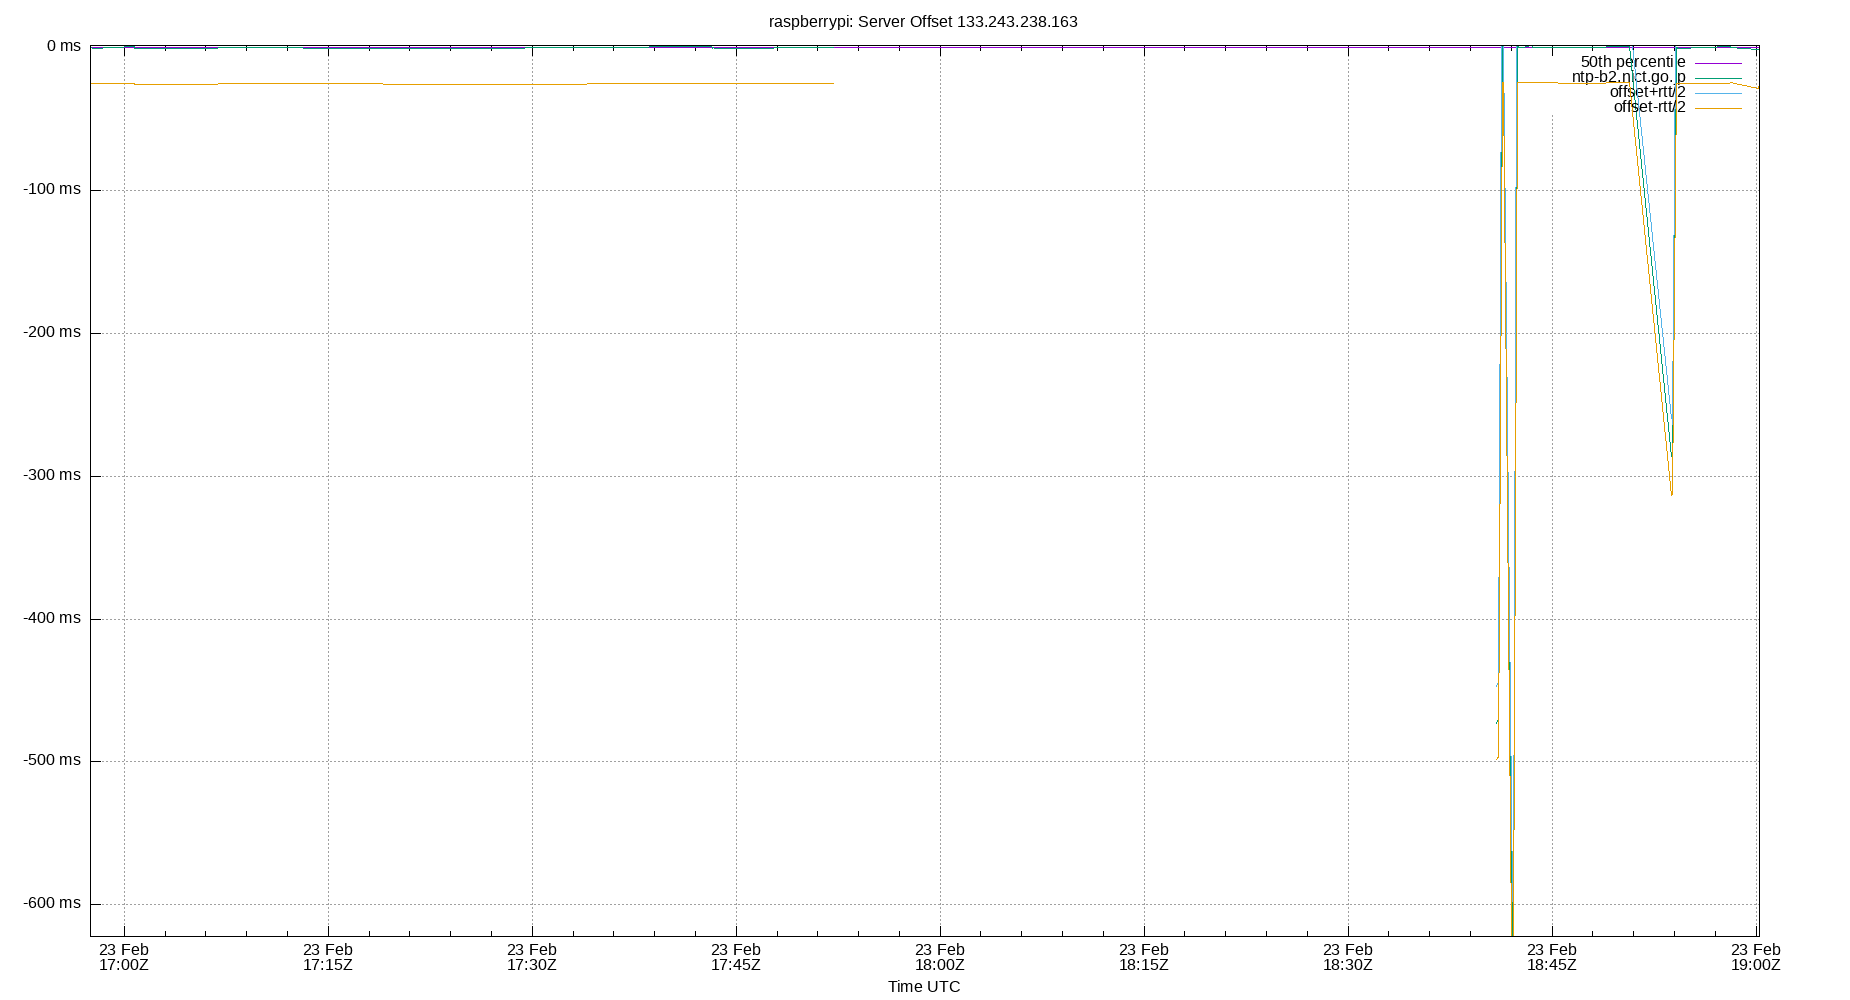 raspberrypi: Server Offset 133.243.238.163
0 ms
50th percentile
ntp-b2.nict.go.jp
offset+rtt/2
offset-rtt/2
-100 ms
-200 ms
-300 ms
-400 ms
-500 ms
-600 ms
23 Feb 23 Feb 23 Feb 23 Feb 23 Feb 23 Feb 23 Feb 23 Feb 23 Feb
17:00Z 17:15Z 17:30Z 17:45Z 18:00Z 18:15Z 18:30Z 18:45Z 19:00Z
Time UTC